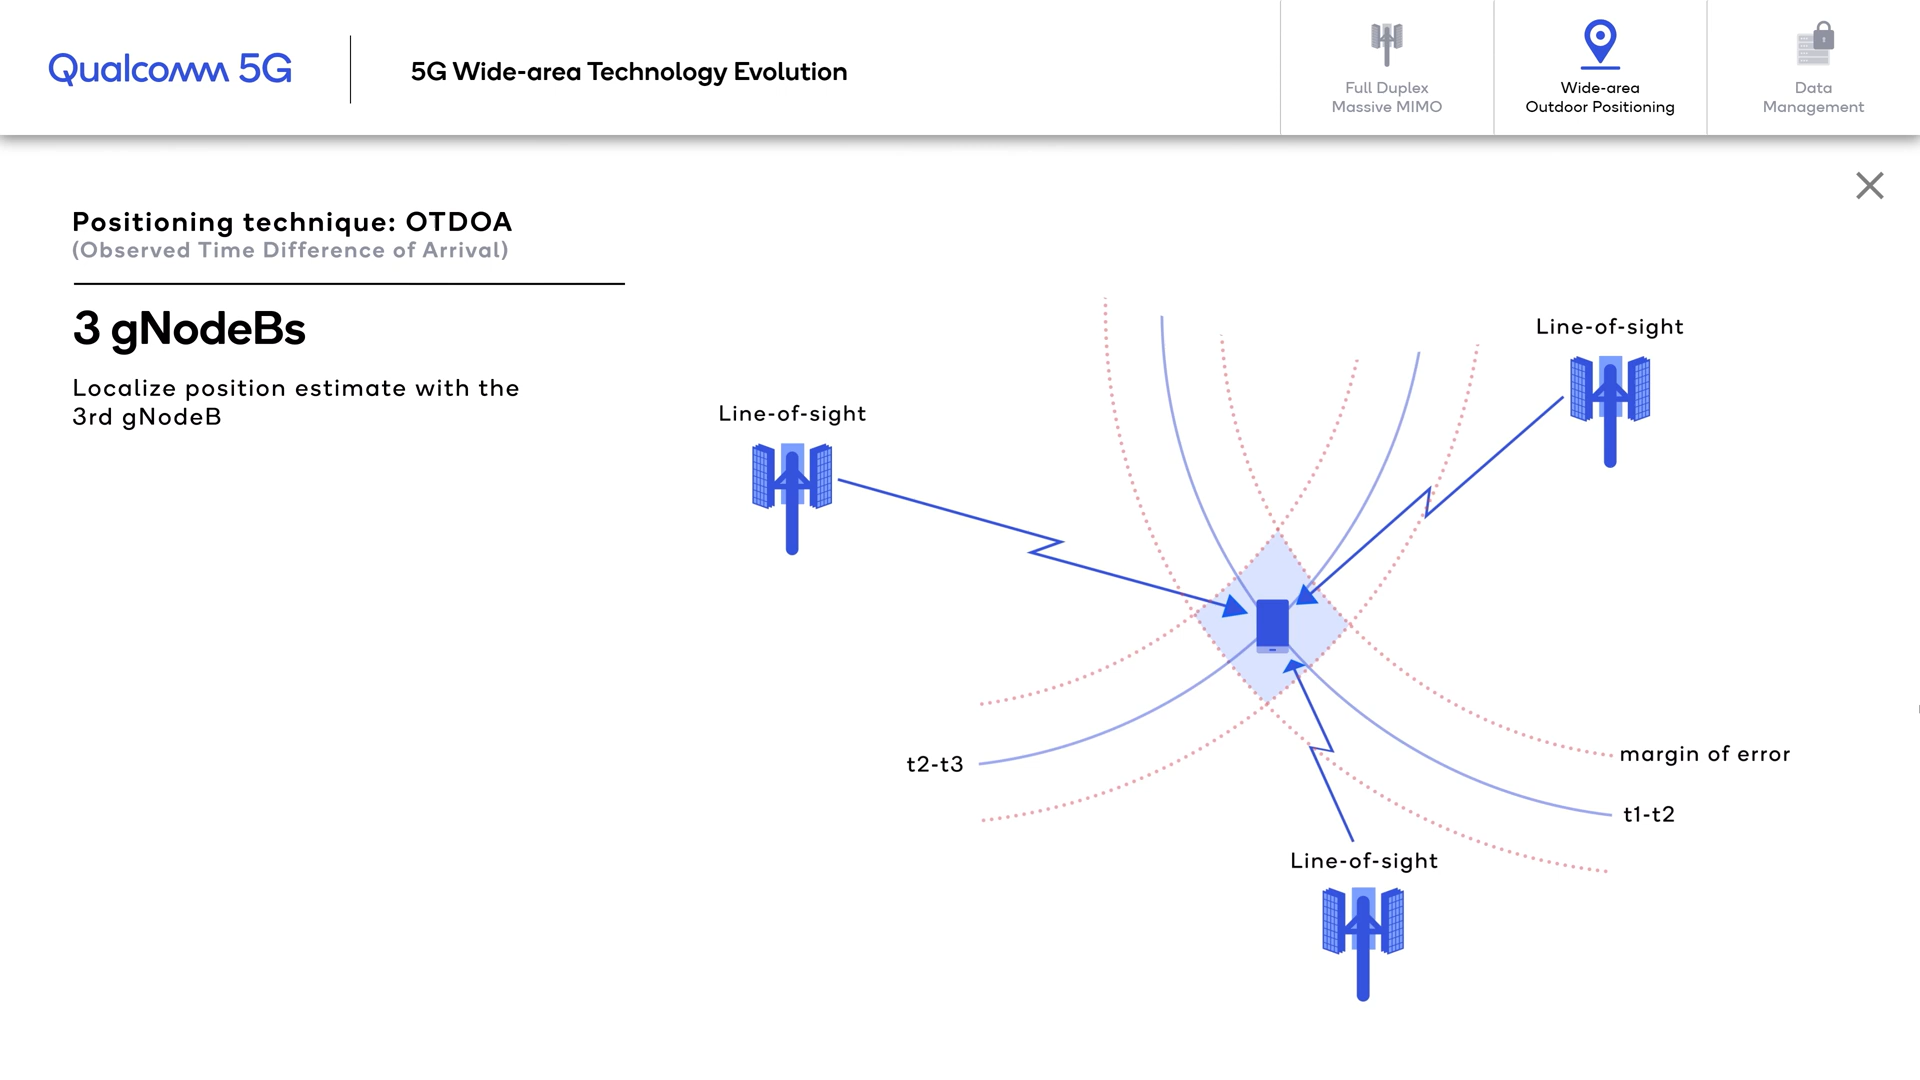 Qualcomm 5G
5G Wide-area Technology Evolution
Full Duplex
Massive MIMO
Wide-area
Outdoor Positioning
Data
Management
Positioning technique: OTDOA
(Observed Time Difference of Arrival)
3 gNodeBs
Localize position estimate with the
3rd gNodeB
Line-of-sight
Line-of-sight
t2-t3
margin of error
t1-t2
Line-of-sight